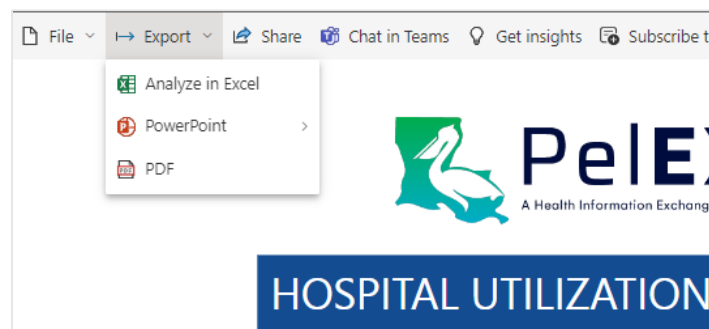 File Export Share Chat in Teams Get insights Subscribe t
Analyze in Excel
PowerPoint
PDF PDF
PelEX
A Health Information Exchang
HOSPITAL UTILIZATION